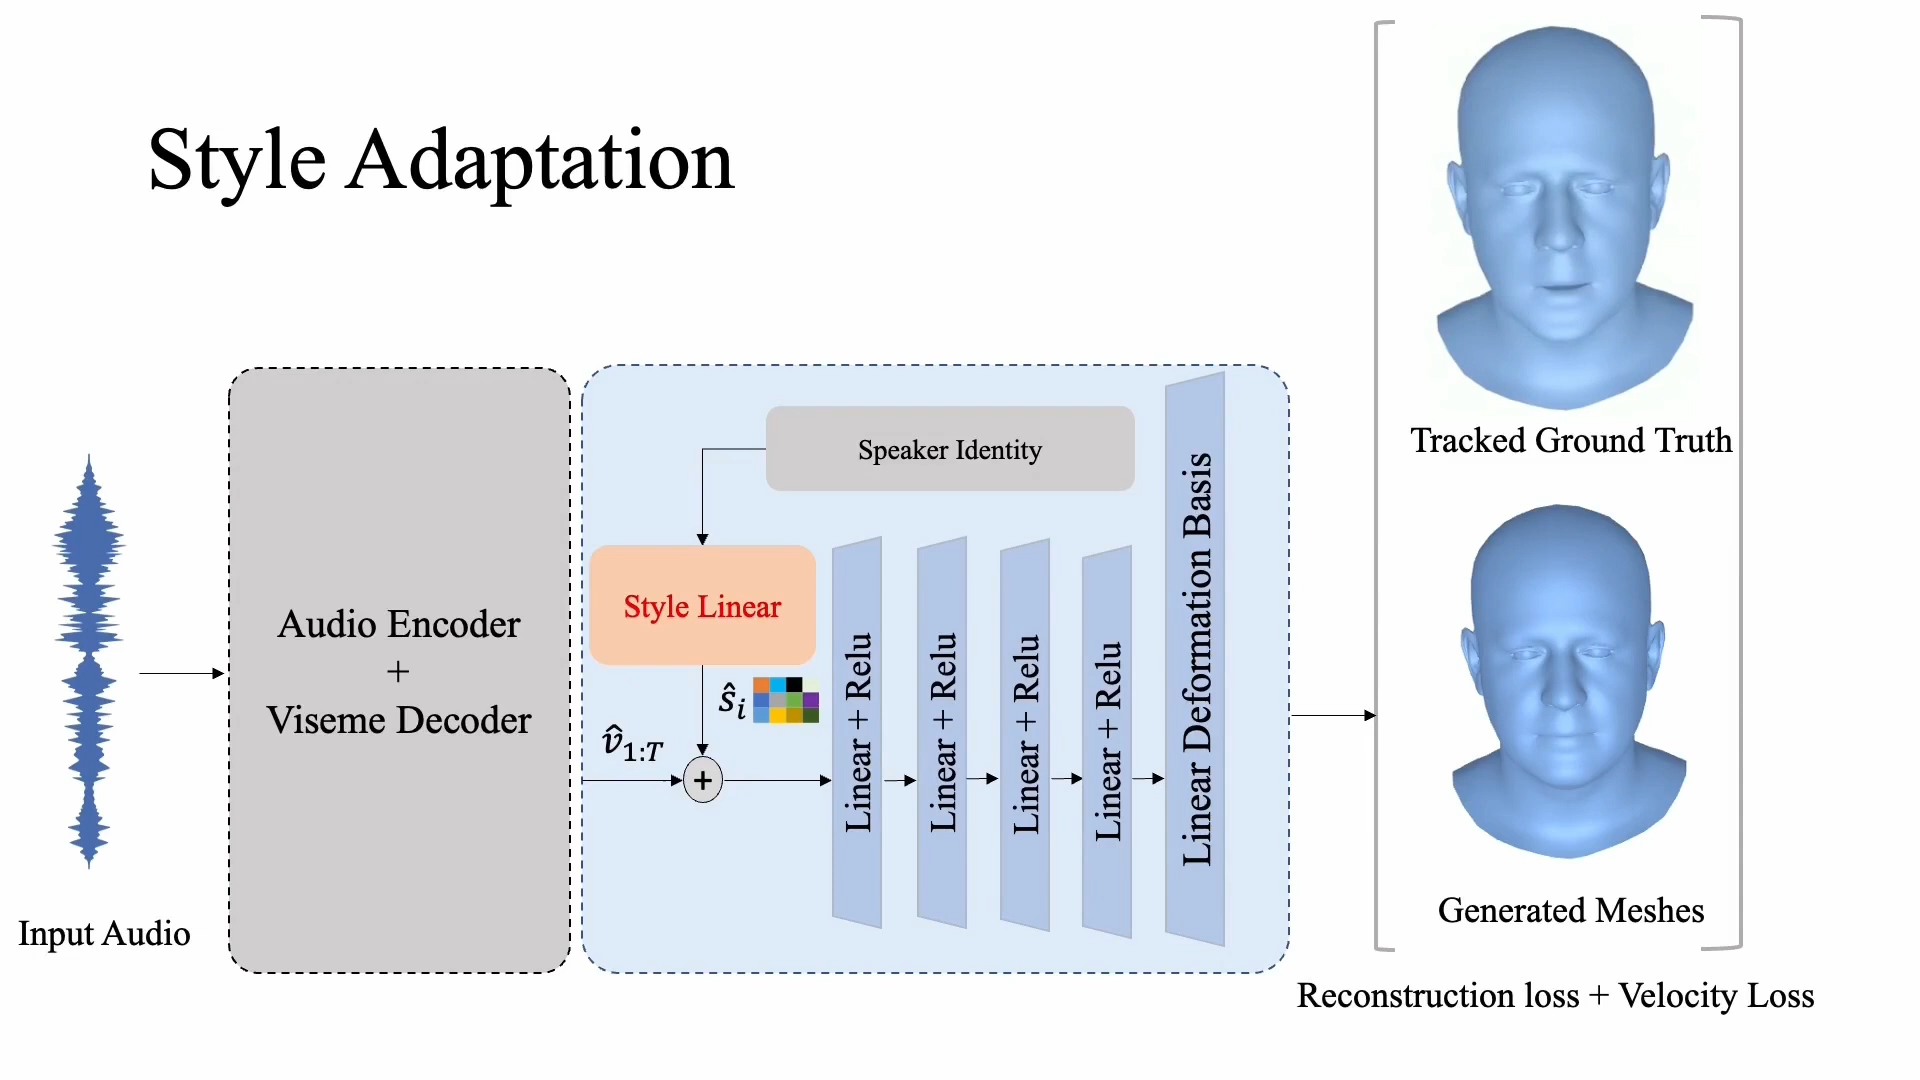 Style Adaptation
Input Audio
Audio Encoder
+
Viseme Decoder
Speaker Identity
Style Linear
ŝᵢ
v̂₁:T
+
Linear + Relu
Linear + Relu
Linear + Relu
Linear + Relu
Linear Deformation Basis
Tracked Ground Truth
Generated Meshes
Reconstruction loss + Velocity Loss